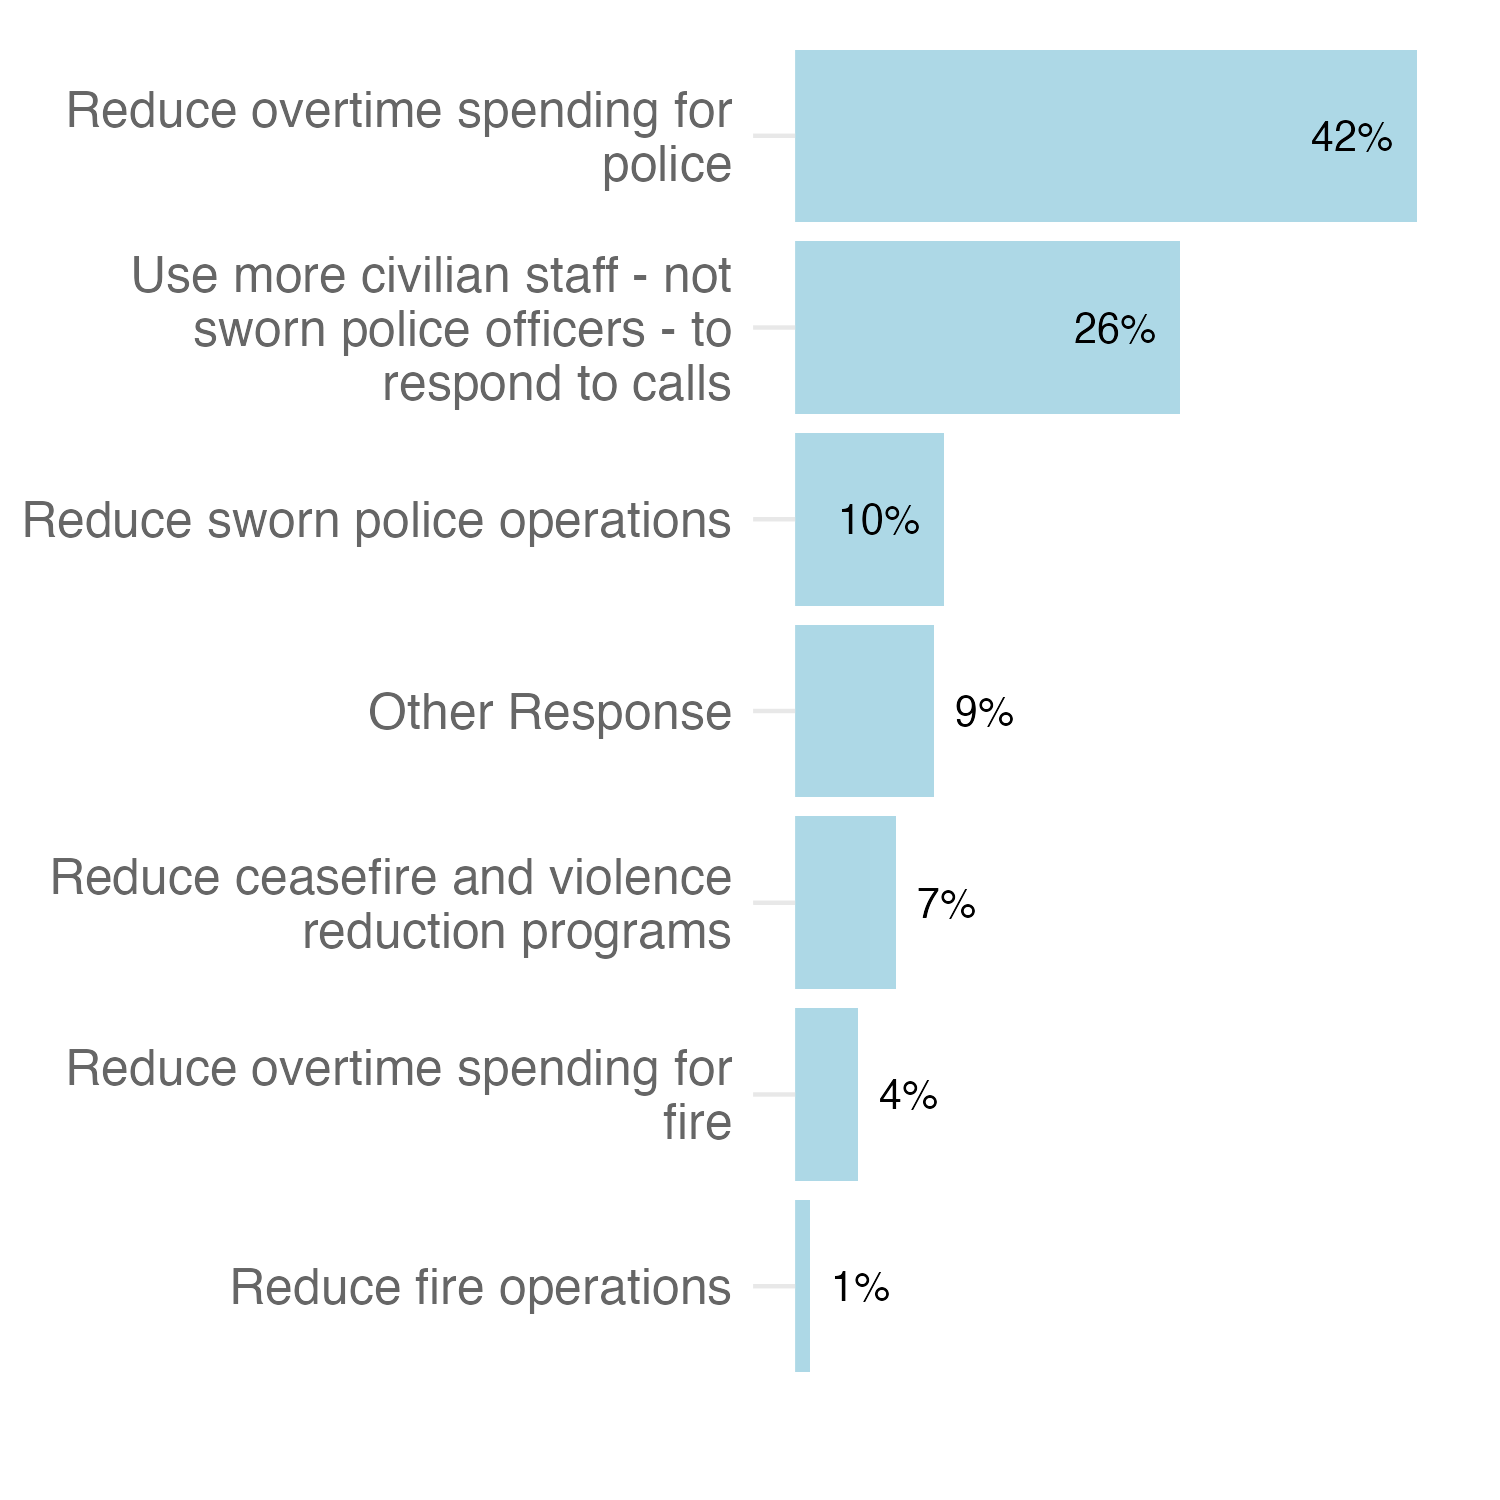 Reduce overtime spending for
police
42%
Use more civilian staff - not
sworn police officers - to
respond to calls
26%
Reduce sworn police operations
10%
Other Response
9%
Reduce ceasefire and violence
reduction programs
7%
Reduce overtime spending for
fire
4%
Reduce fire operations
1%